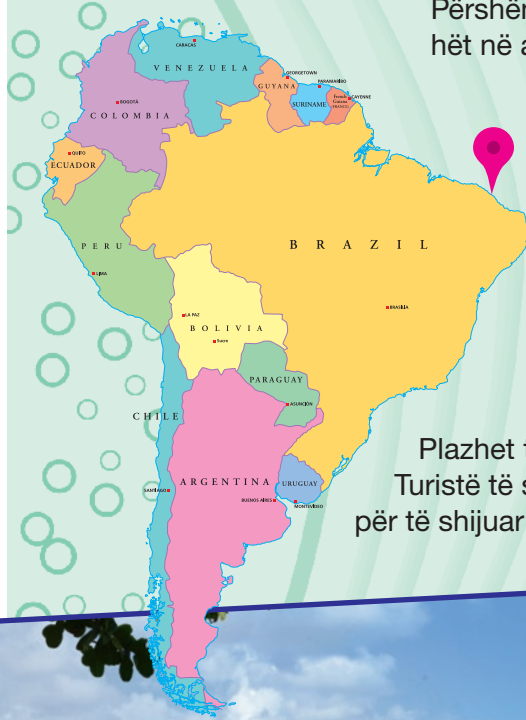 Përshën
hët në a
CARACAS
VENEZUELA
GEORGETOWN
PARAMARIBO
GUYANA
CAYENNE
SURINAME
French
Guiana
(FRANCE)
BOGOTÁ
COLOMBIA
QUITO
ECUADOR
PERU
BRAZIL
LIMA
BRASILIA
LA PAZ
BOLIVIA
Sucre
PARAGUAY
ASUNCIÓN
CHILE
Plazhet t
ARGENTINA
URUGUAY
Turistë të s
SANTIAGO
BUENOS AIRES
MONTEVIDEO
për të shijuar